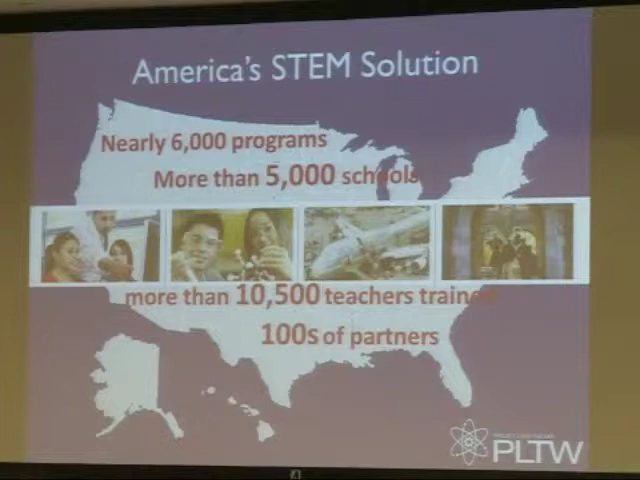 America's STEM Solution
Nearly 6,000 programs
More than 5,000 schools
more than 10,500 teachers trained
100s of partners
PLTW